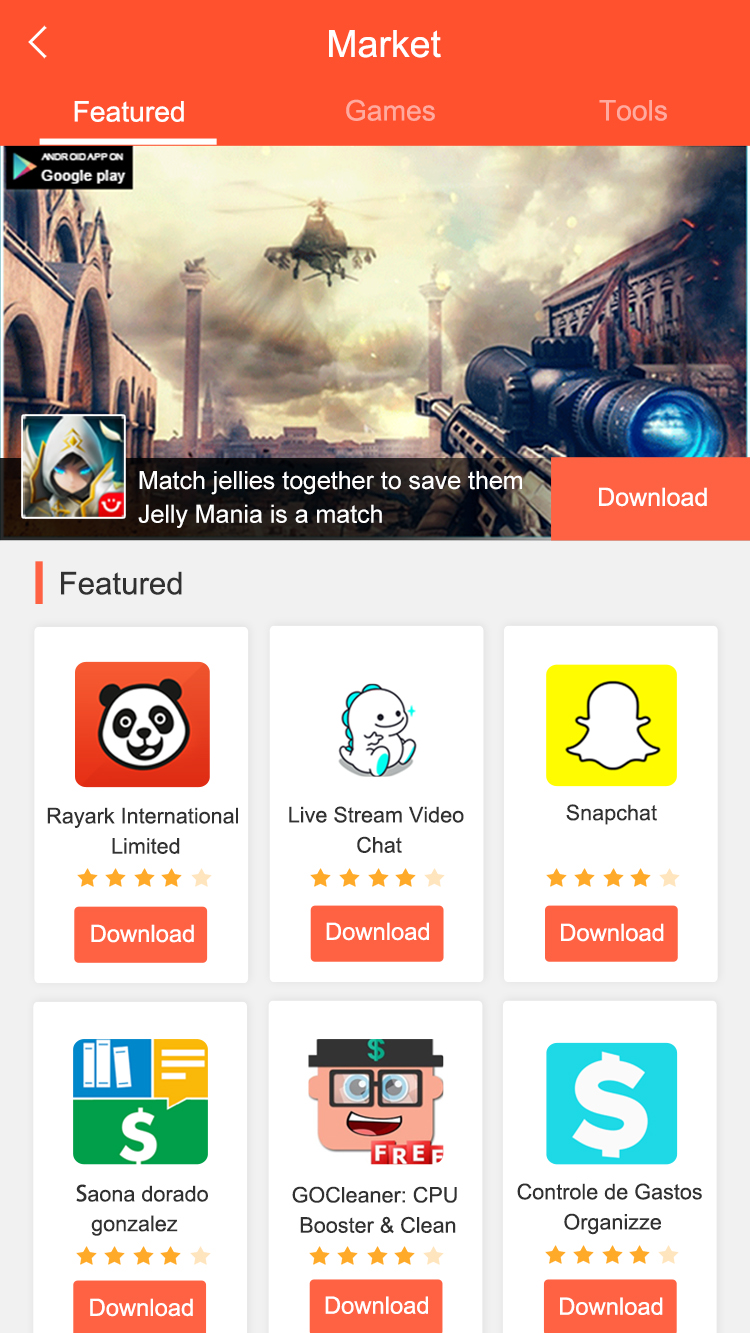 Market
Featured
Games
Tools
ANDROID APP ON
Google play
Match jellies together to save them
Jelly Mania is a match
Download
Featured
Rayark International
Limited
Download
Live Stream Video
Chat
Download
Snapchat
Download
$
Saona dorado
gonzalez
Download
$
FREE
GOCleaner: CPU
Booster & Clean
Download
$
Controle de Gastos
Organizze
Download